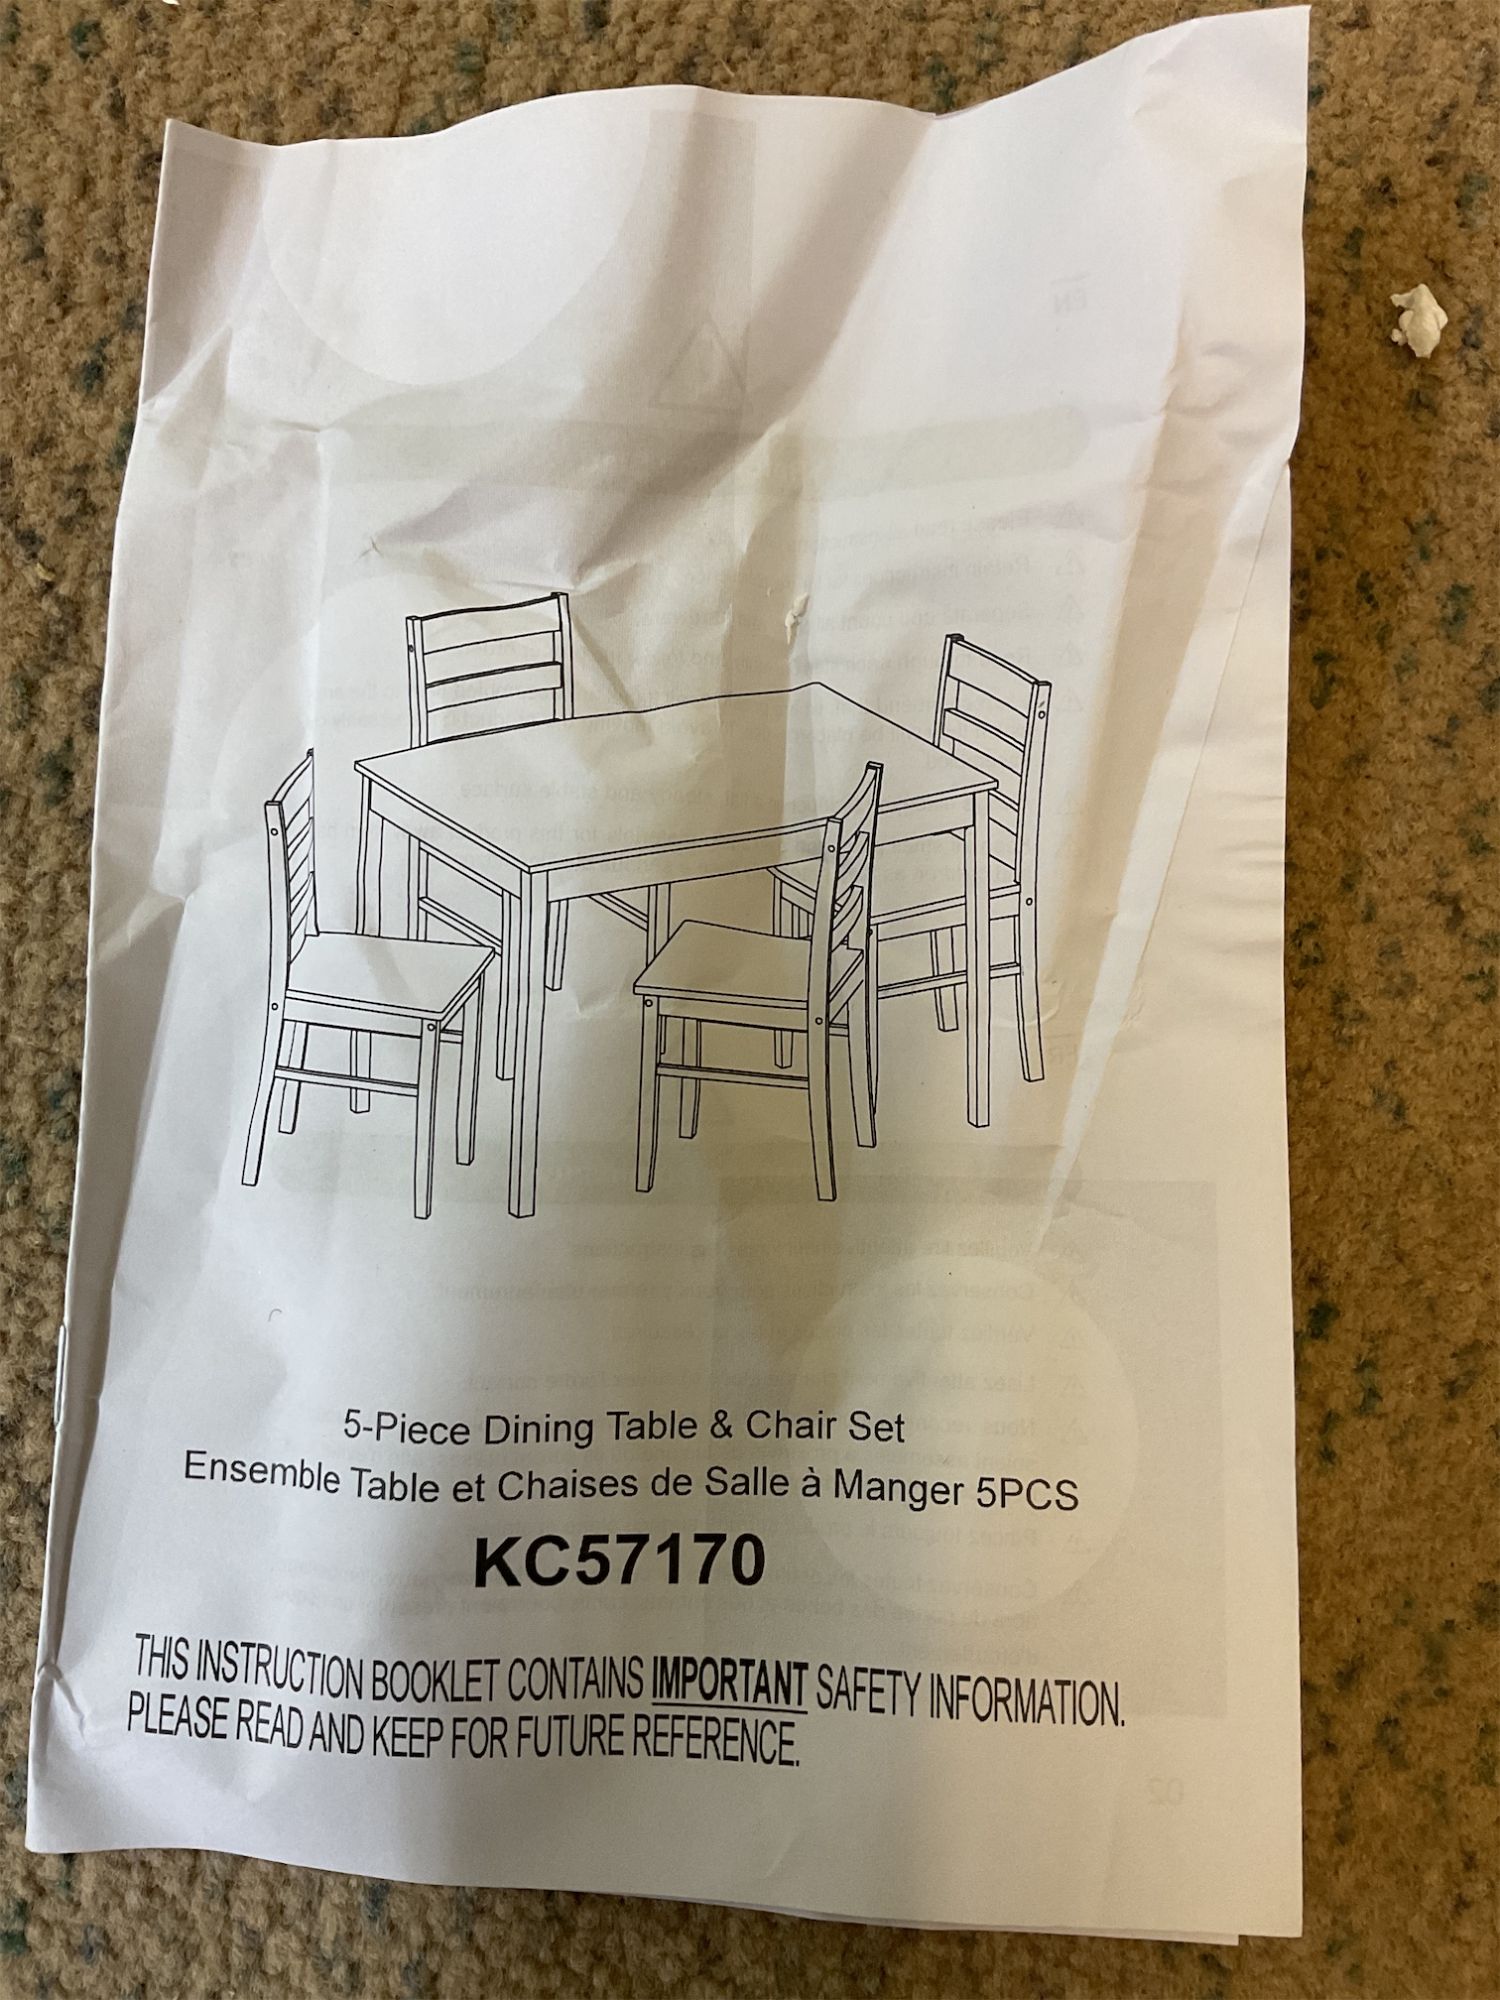 5-Piece Dining Table & Chair Set
Ensemble Table et Chaises de Salle à Manger 5PCS
KC57170
THIS INSTRUCTION BOOKLET CONTAINS IMPORTANT SAFETY INFORMATION.
PLEASE READ AND KEEP FOR FUTURE REFERENCE.